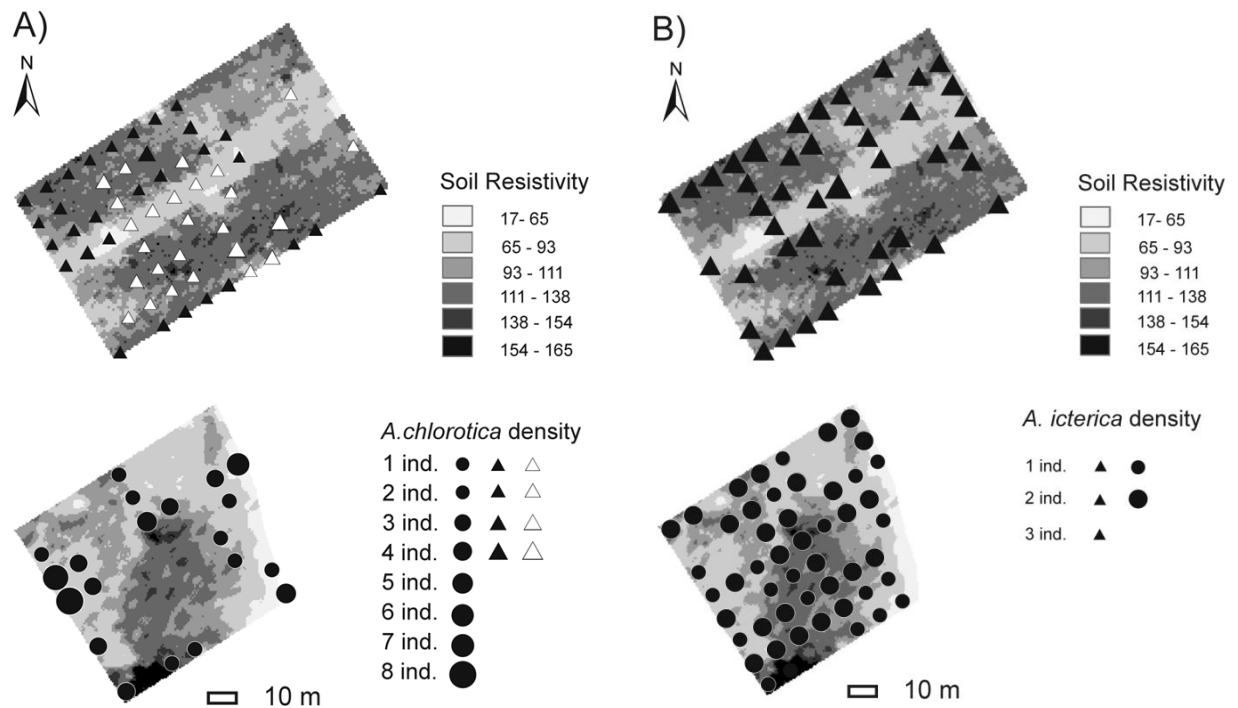 A)
N
Soil Resistivity
17- 65
65 - 93
93 - 111
111 - 138
138 - 154
154 - 165
A.chlorotica density
1 ind.
2 ind.
3 ind.
4 ind.
5 ind.
6 ind.
7 ind.
8 ind.
10 m
B)
N
Soil Resistivity
17- 65
65 - 93
93 - 111
111 - 138
138 - 154
154 - 165
A. icterica density
1 ind.
2 ind.
3 ind.
10 m